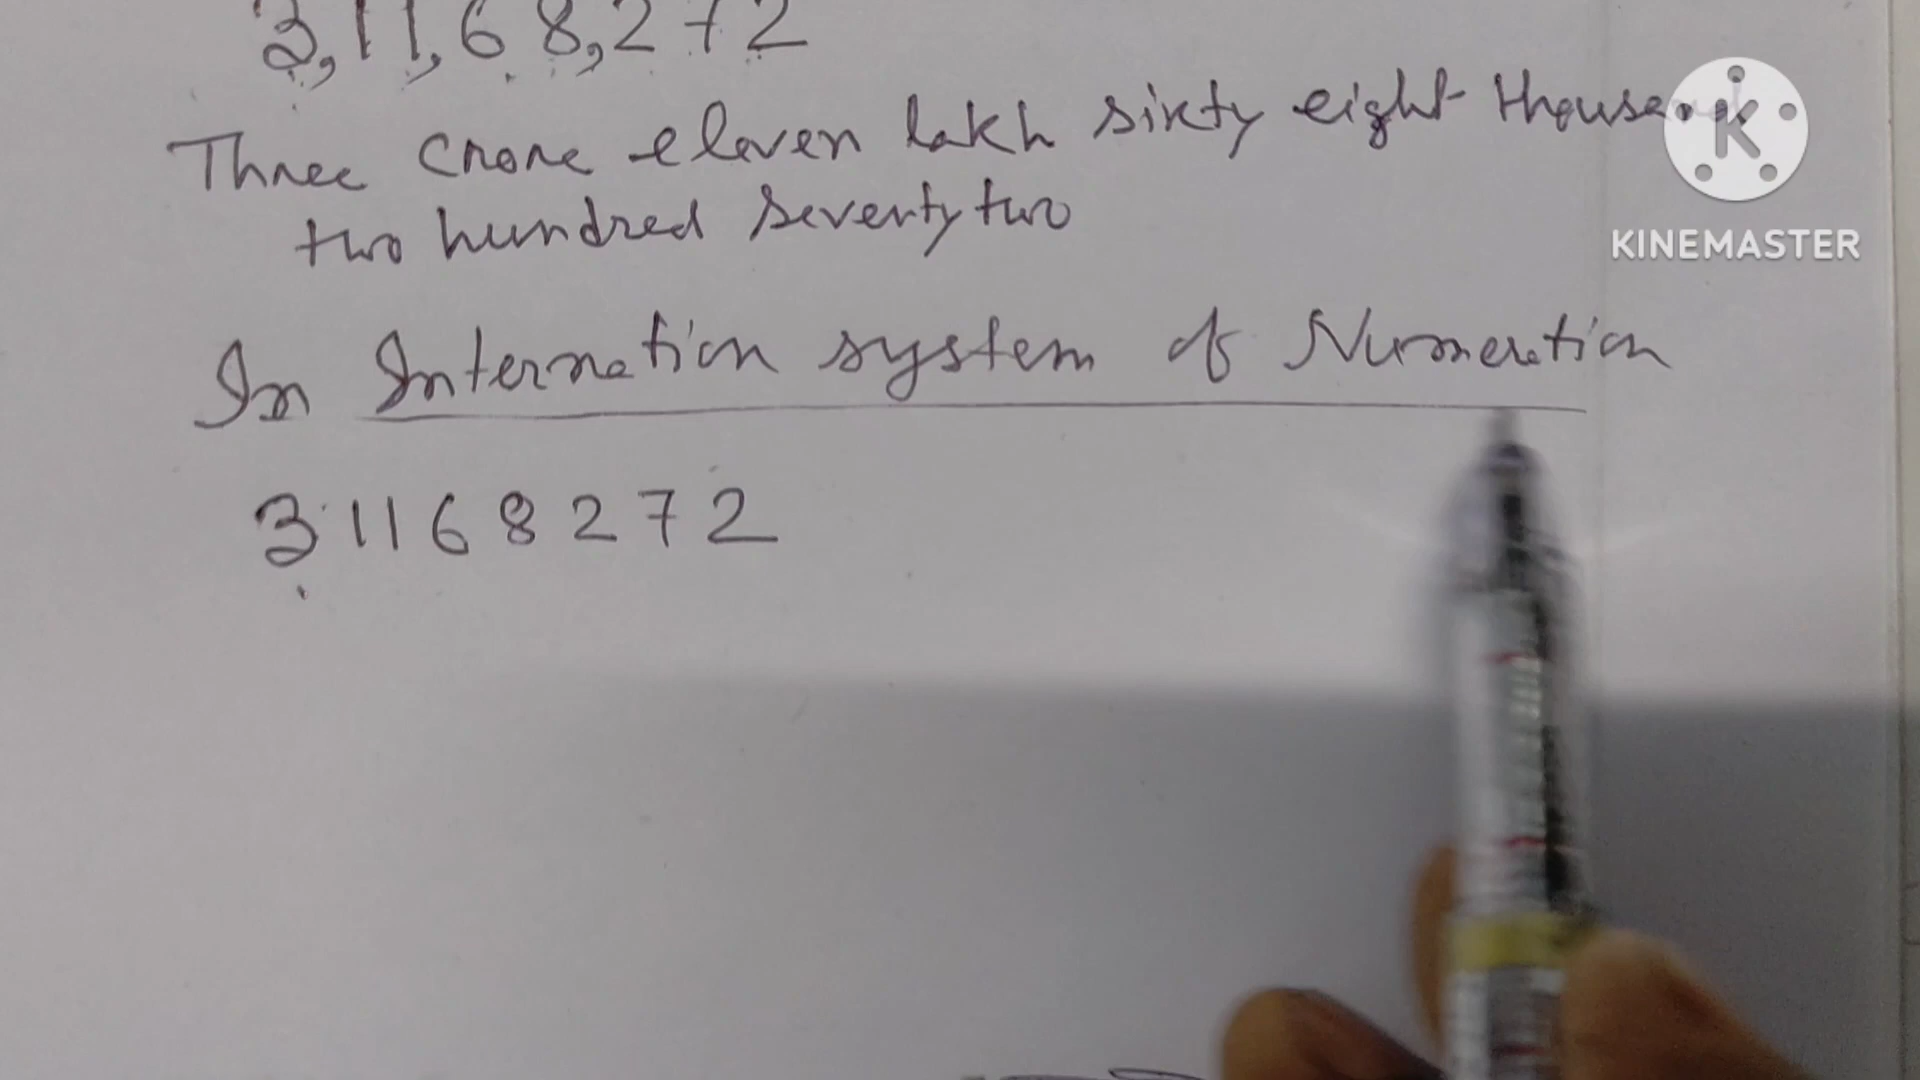 3,11,68,272
Three crore eleven lakh sixty eight thousand
two hundred seventy two
In Internation system of Numeration
31168272
K
KINEMASTER